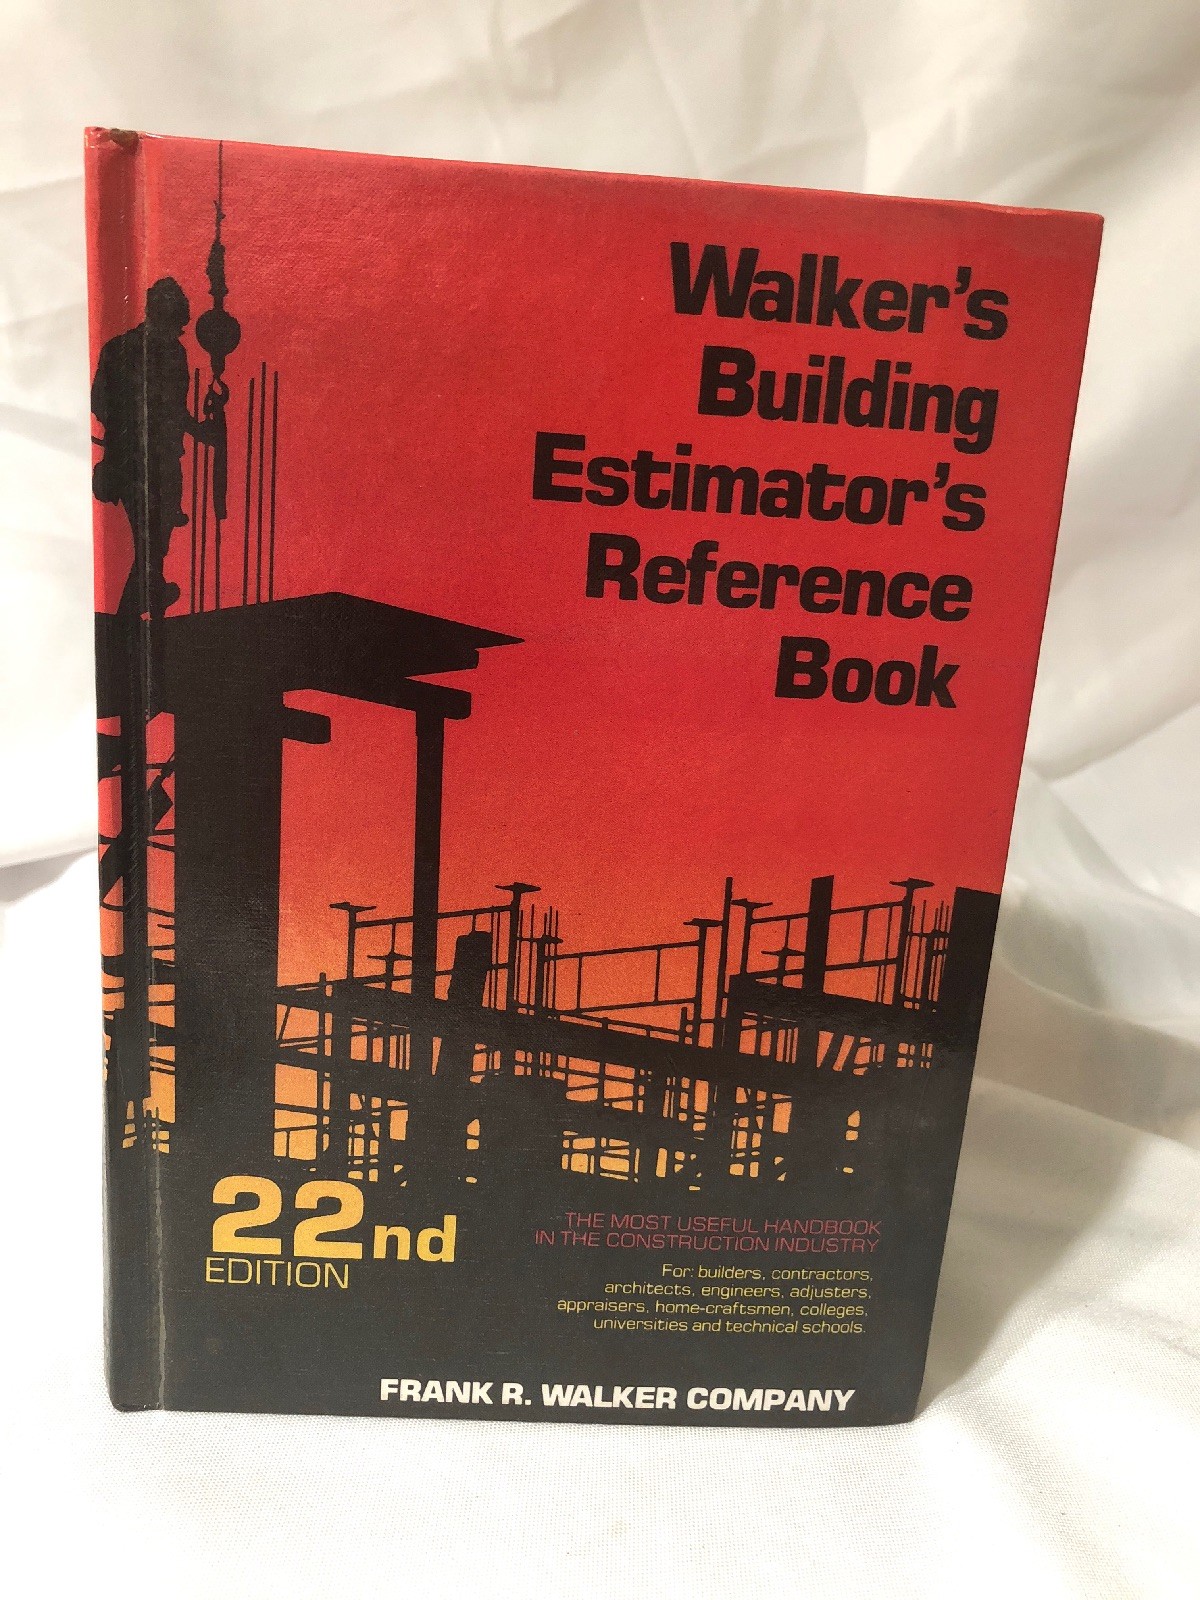 Walker's
Building
Estimator's
Reference
Book
22nd
EDITION
THE MOST USEFUL HANDBOOK
IN THE CONSTRUCTION INDUSTRY
For: builders, contractors,
architects, engineers, adjusters,
appraisers, home-craftsmen, colleges,
universities and technical schools.
FRANK R. WALKER COMPANY